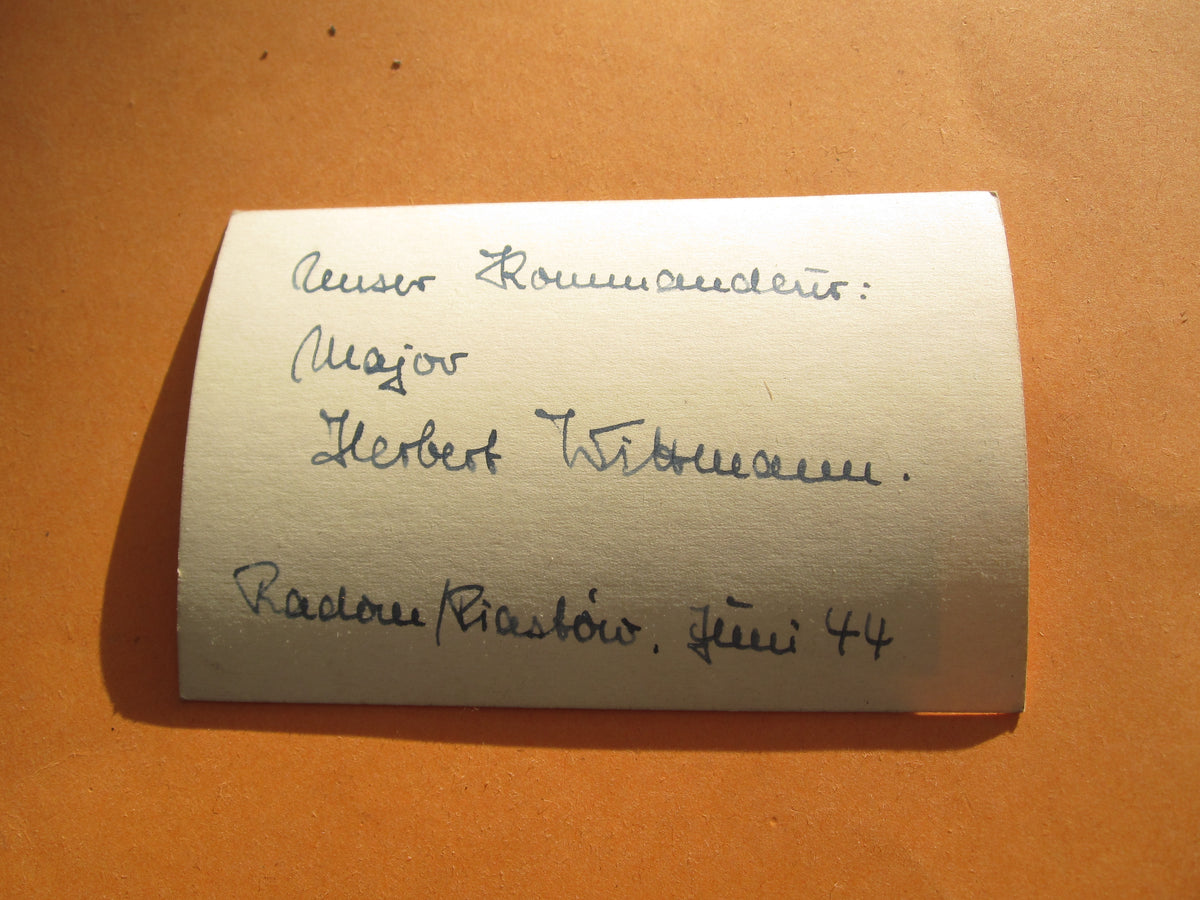 Unser Kommandeur:
Major
Herbert Wittmann.
Radom/Piastów. Juni 44